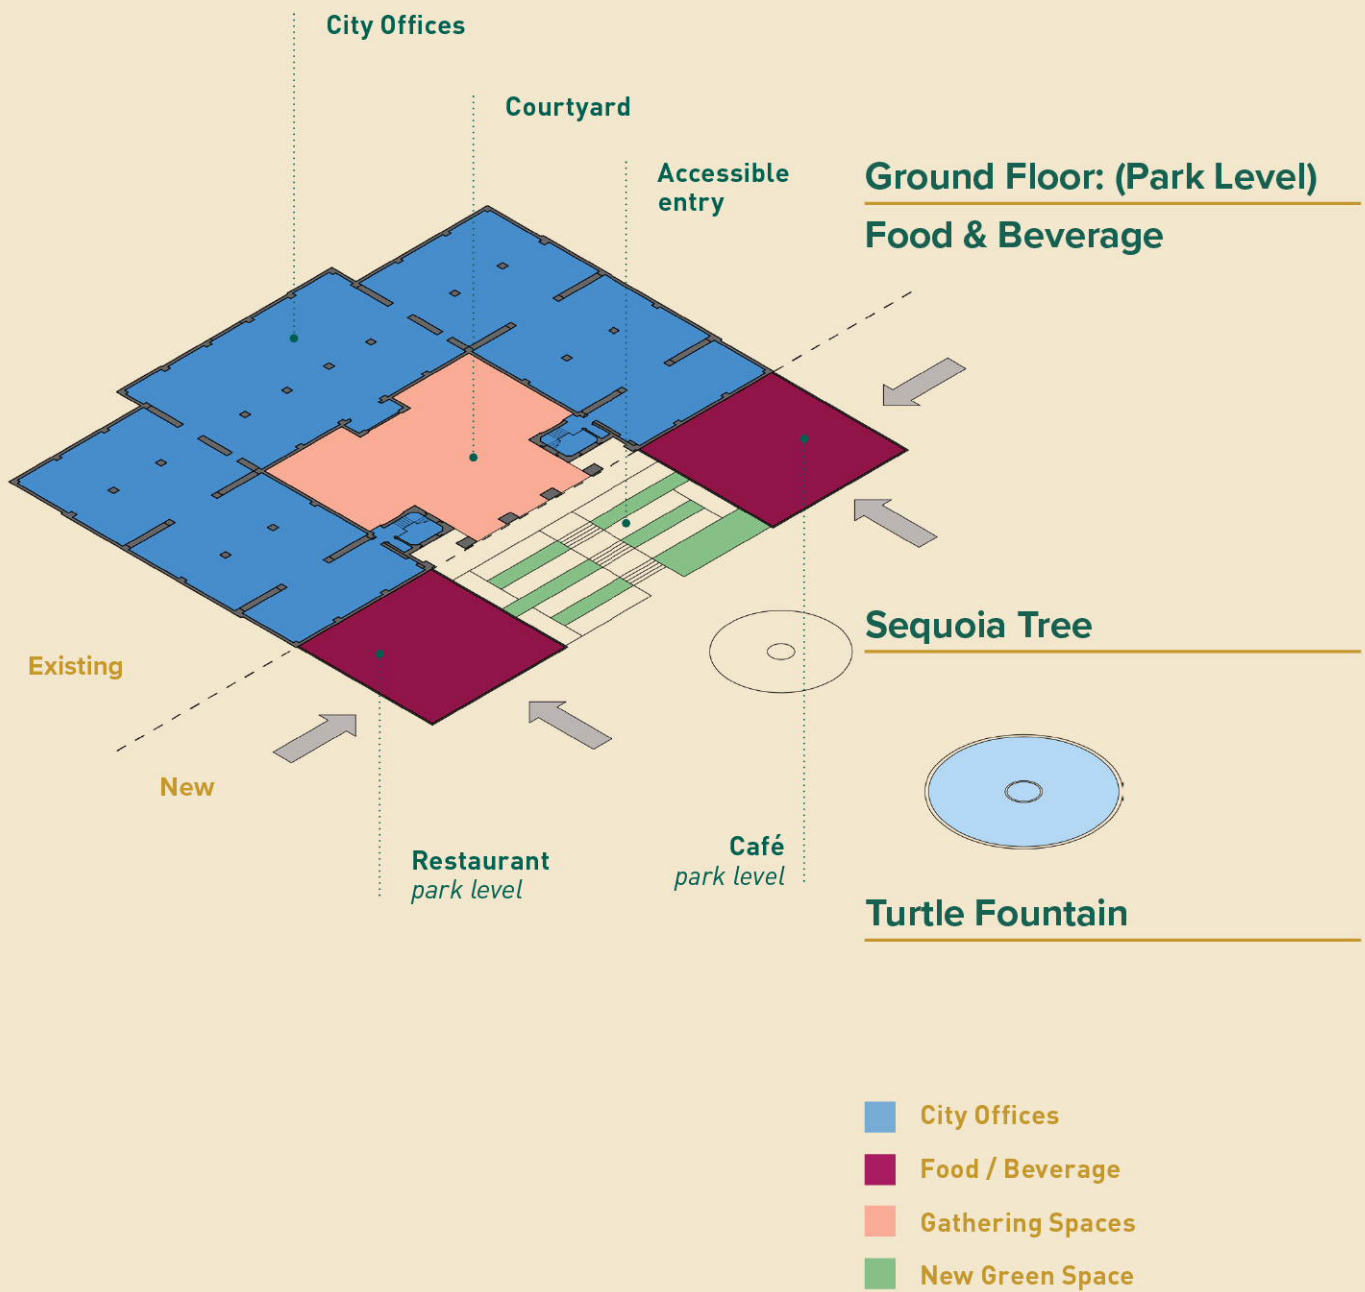 City Offices
Courtyard
Accessible
entry
Ground Floor: (Park Level)
Food & Beverage
Sequoia Tree
Existing
New
Restaurant
park level
Café
park level
Turtle Fountain
City Offices
Food / Beverage
Gathering Spaces
New Green Space